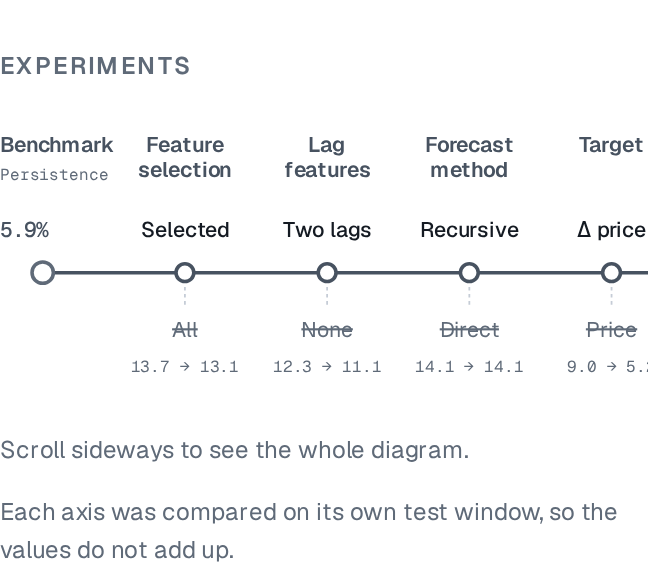 EXPERIMENTS
Benchmark
Persistence
5.9%
Feature
selection
Selected
All
13.7 → 13.1
Lag
features
Two lags
None
12.3 → 11.1
Forecast
method
Recursive
Direct
14.1 → 14.1
Target
Δ price
Price
9.0 → 5.
Scroll sideways to see the whole diagram.
Each axis was compared on its own test window, so the
values do not add up.